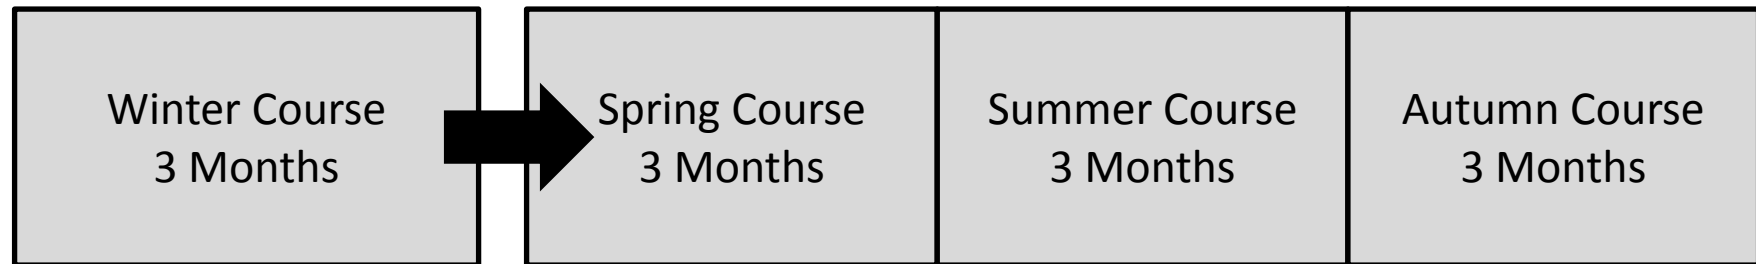 Winter Course
3 Months
Spring Course
3 Months
Summer Course
3 Months
Autumn Course
3 Months